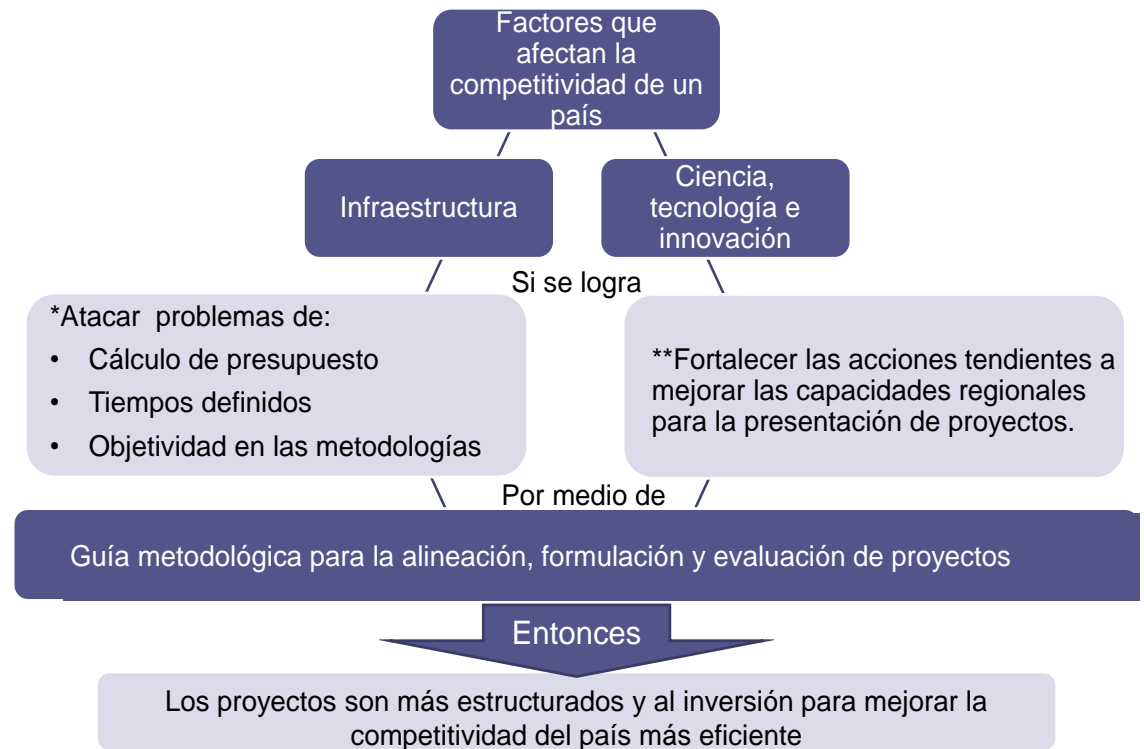 Factores que
afectan la
competitividad de un
país
Infraestructura
Ciencia,
tecnología e
innovación
Si se logra
*Atacar problemas de:
• Cálculo de presupuesto
• Tiempos definidos
• Objetividad en las metodologías
**Fortalecer las acciones tendientes a
mejorar las capacidades regionales
para la presentación de proyectos.
Por medio de
Guía metodológica para la alineación, formulación y evaluación de proyectos
Entonces
Los proyectos son más estructurados y al inversión para mejorar la
competitividad del país más eficiente